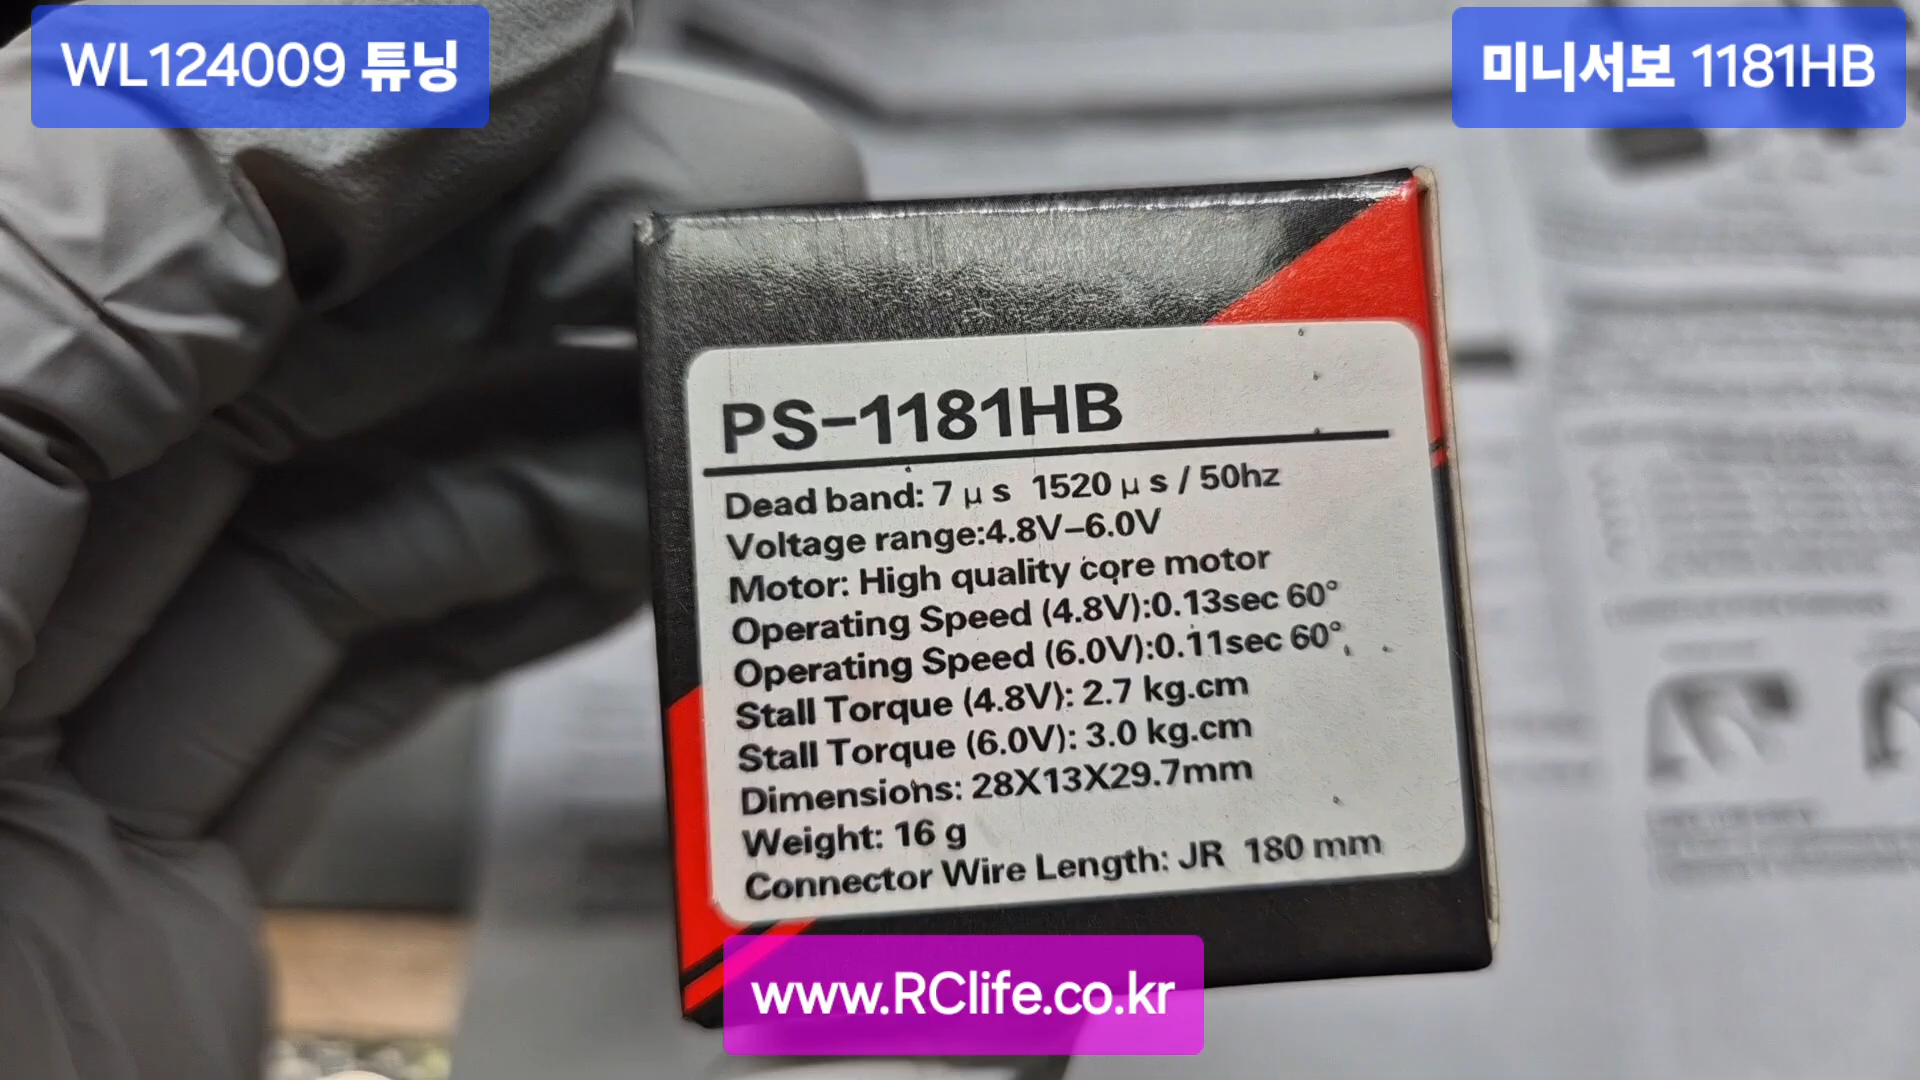 WL124009 튜닝
미니서보 1181HB
PS-1181HB
Dead band: 7 μ s 1520 μ s / 50hz
Voltage range:4.8V-6.0V
Motor: High quality core motor
Operating Speed (4.8V):0.13sec 60°
Operating Speed (6.0V):0.11sec 60°
Stall Torque (4.8V): 2.7 kg.cm
Stall Torque (6.0V): 3.0 kg.cm
Dimensions: 28X13X29.7mm
Weight: 16 g
Connector Wire Length: JR 180 mm
www.RClife.co.kr